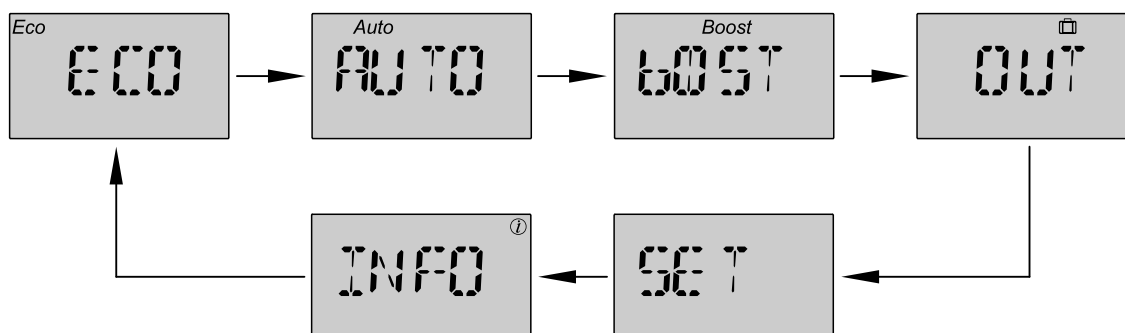 Eco
ECO
Auto
AUTO
Boost
bOST
OUT
INFO
SET